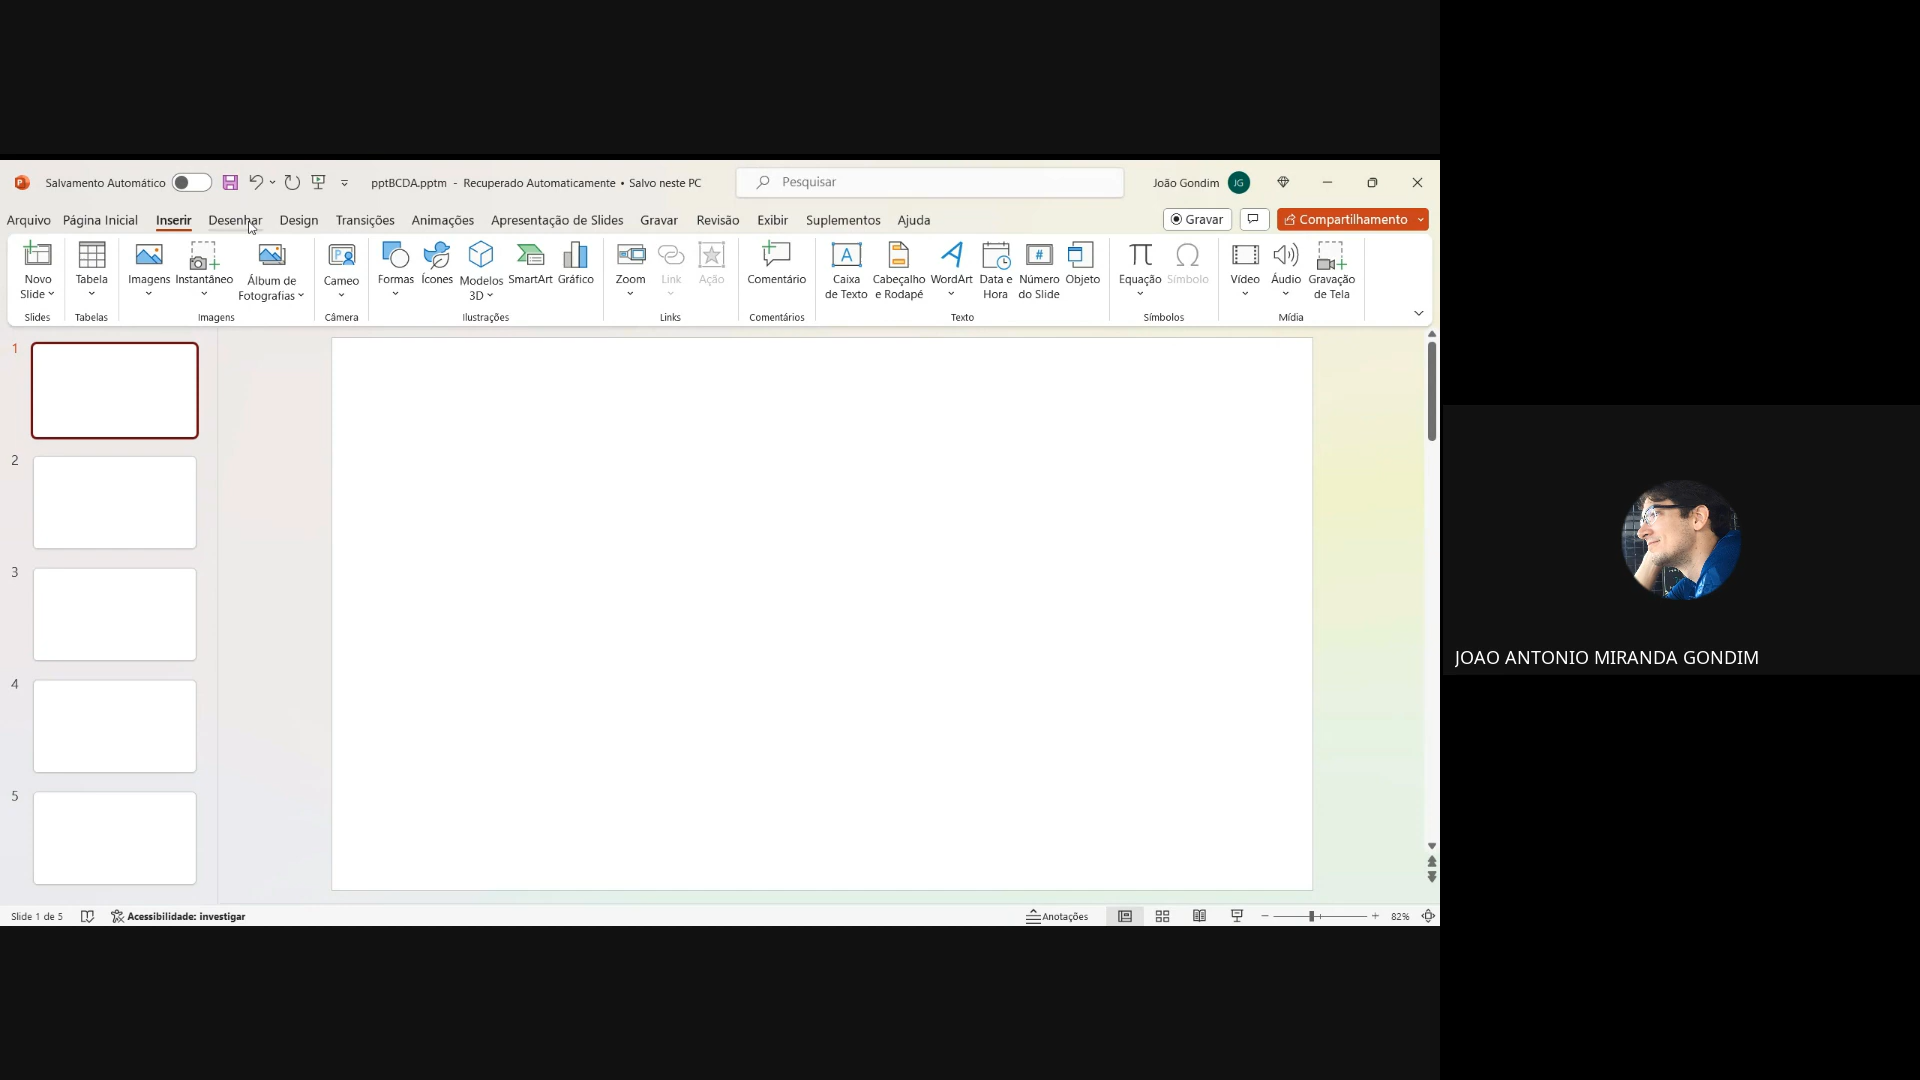 Salvamento Automático
pptBCDA.pptm - Recuperado Automaticamente • Salvo neste PC
Pesquisar
João Gondim JG
Arquivo Página Inicial Inserir Desenhar Design Transições Animações Apresentação de Slides Gravar Revisão Exibir Suplementos Ajuda
Gravar
Compartilhamento
Novo Slide
Tabela
Imagens
Instantâneo
Álbum de Fotografias
Cameo
Formas
Ícones
Modelos 3D
SmartArt
Gráfico
Zoom
Link
Ação
Comentário
Caixa de Texto
Cabeçalho e Rodapé
WordArt
Data e Hora
Número do Slide
Objeto
Equação
Símbolo
Vídeo
Áudio
Gravação de Tela
Slides Tabelas Imagens Câmera Ilustrações Links Comentários Texto Símbolos Mídia
1
2
3
4
5
JOAO ANTONIO MIRANDA GONDIM
Slide 1 de 5
Acessibilidade: investigar
Anotações
82%